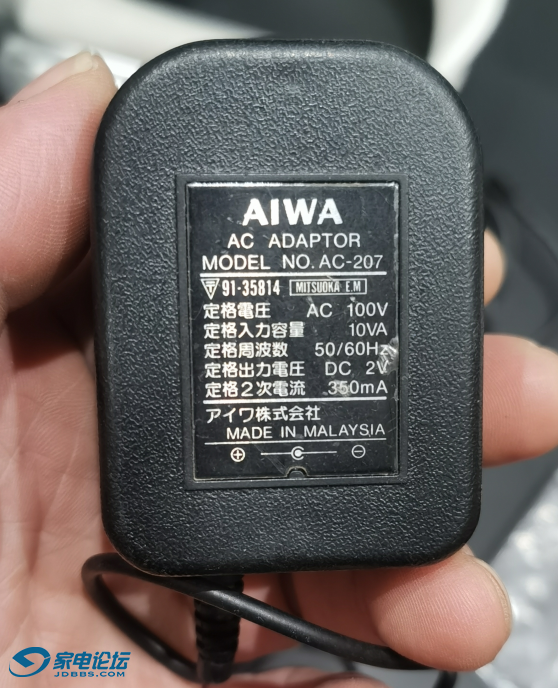 AIWA
AC ADAPTOR
MODEL NO. AC-207
91-35814 MITSUOKA E.M
定格電圧 AC 100V
定格入力容量 10VA
定格周波数 50/60Hz
定格出力電圧 DC 2V
定格2次電流 350mA
アイワ株式会社
MADE IN MALAYSIA
家电论坛
JDBBS.COM